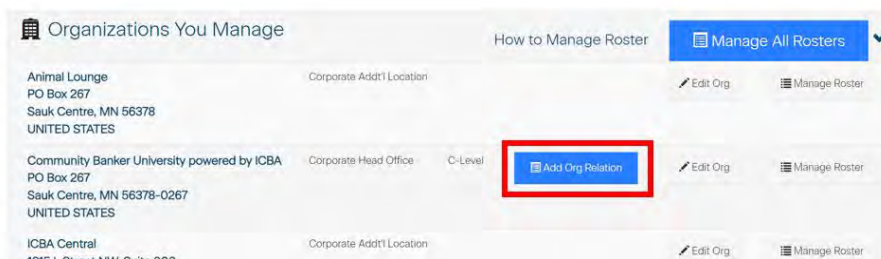 Organizations You Manage
How to Manage Roster
Manage All Rosters
Animal Lounge
PO Box 267
Sauk Centre, MN 56378
UNITED STATES
Corporate Addt'l Location
Edit Org
Manage Roster
Community Banker University powered by ICBA
PO Box 267
Sauk Centre, MN 56378-0267
UNITED STATES
Corporate Head Office
C-Level
Add Org Relation
Edit Org
Manage Roster
ICBA Central
Corporate Addt'l Location
Edit Org
Manage Roster